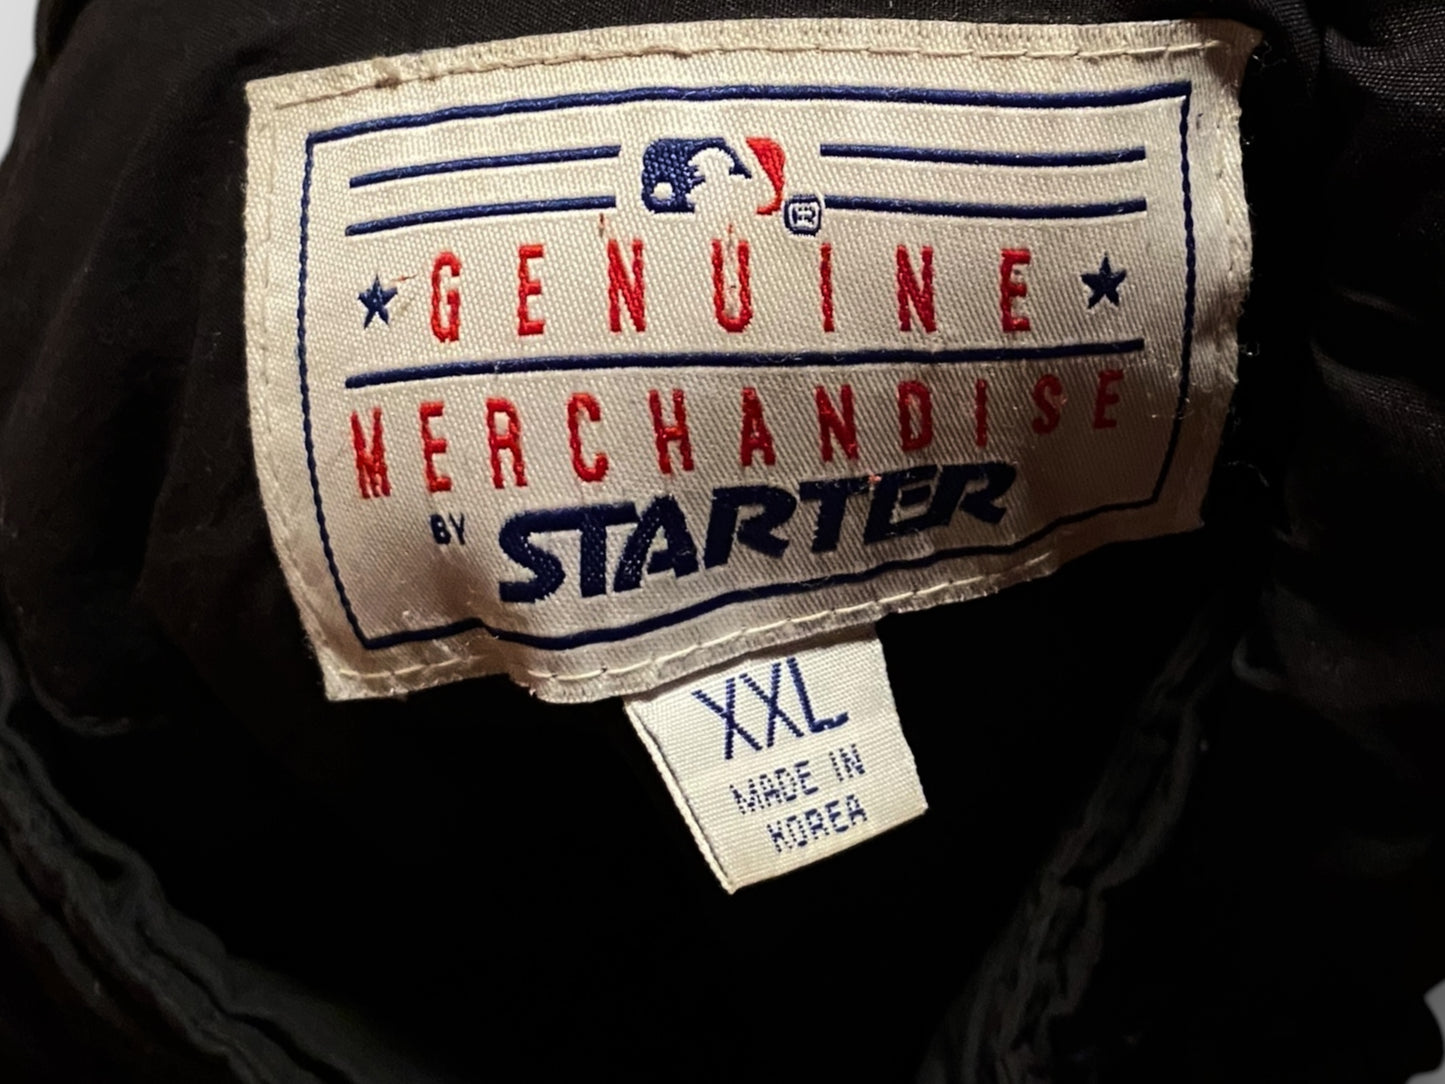 ®
GENUINE
MERCHANDISE
BY STARTER
XXL
MADE IN
KOREA